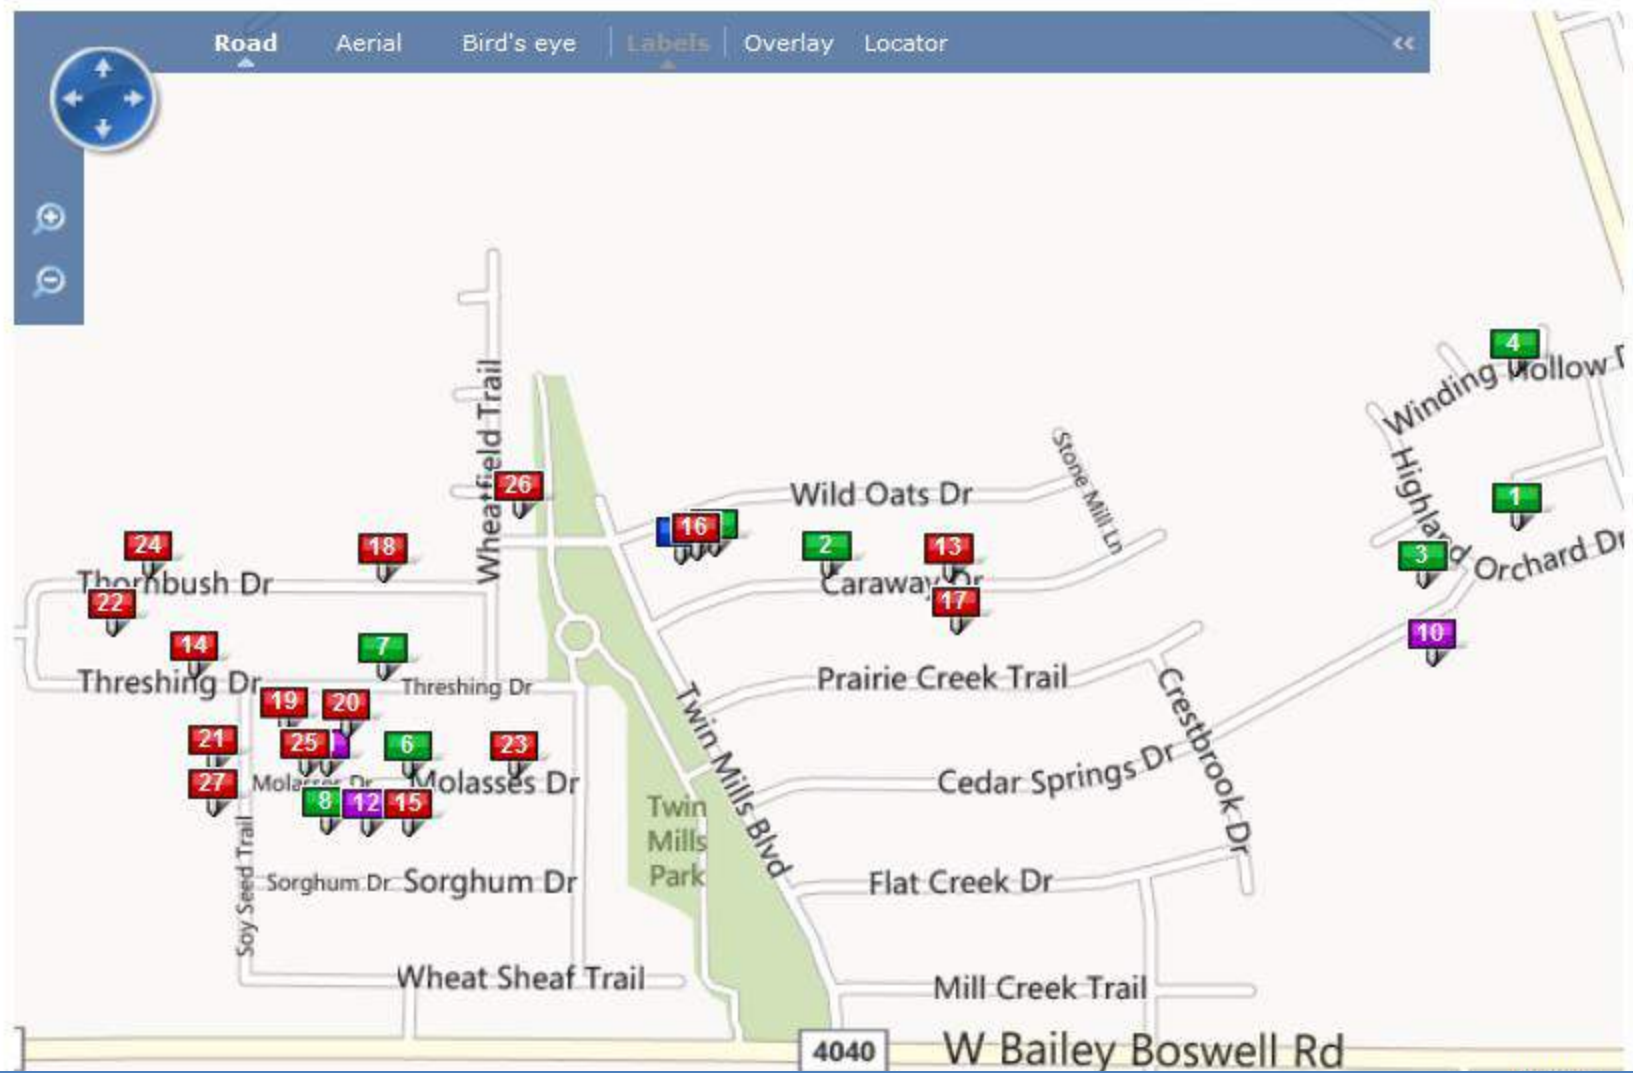 Road Aerial Bird's eye Labels Overlay Locator «
4
Winding Hollow
Wheatfield Trail
Stone Mill Ln
Highland
26
Wild Oats Dr
1
16
24
18
2
13
3
Orchard Dr
Thornbush Dr
Caraway Dr
22
17
10
14
7
Threshing Dr
Threshing Dr
Prairie Creek Trail
Crestbrook Dr
19
20
Twin Mills Blvd
21
25
6
23
27
Molasses Dr
Molasses Dr
Cedar Springs Dr
8
12
15
Twin
Mills
Park
Soy Seed Trail
Sorghum Dr
Sorghum Dr
Flat Creek Dr
Wheat Sheaf Trail
Mill Creek Trail
4040
W Bailey Boswell Rd